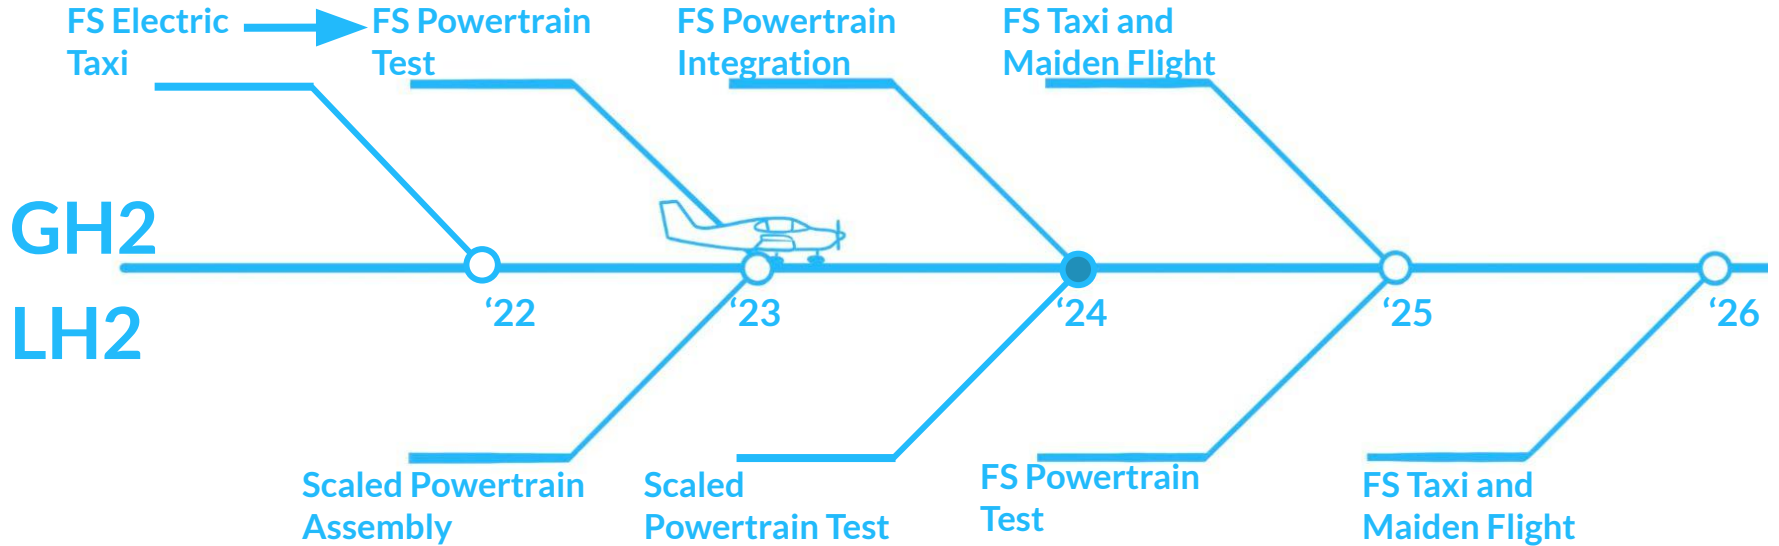 FS Electric
Taxi
FS Powertrain
Test
FS Powertrain
Integration
FS Taxi and
Maiden Flight
GH2
LH2
‘22
‘23
‘24
‘25
‘26
Scaled Powertrain
Assembly
Scaled
Powertrain Test
FS Powertrain
Test
FS Taxi and
Maiden Flight